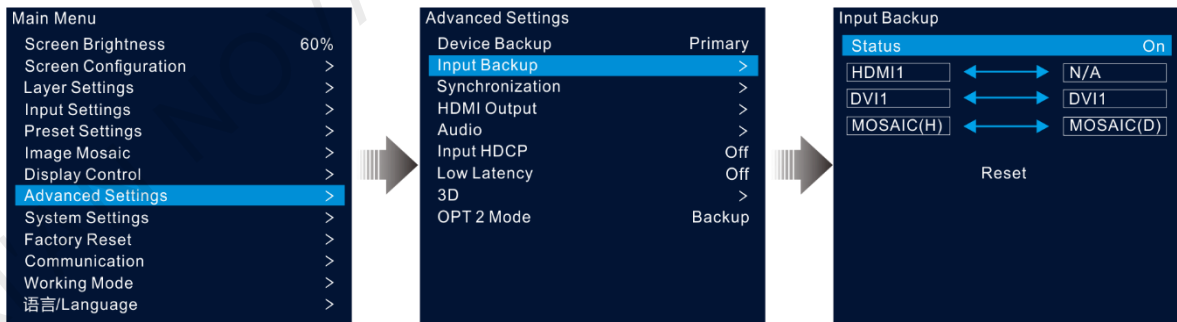 Main Menu
Screen Brightness 60%
Screen Configuration >
Layer Settings >
Input Settings >
Preset Settings >
Image Mosaic >
Display Control >
Advanced Settings >
System Settings >
Factory Reset >
Communication >
Working Mode >
语言/Language >
Advanced Settings
Device Backup Primary
Input Backup >
Synchronization >
HDMI Output >
Audio >
Input HDCP Off
Low Latency Off
3D >
OPT 2 Mode Backup
Input Backup
Status On
HDMI1 N/A
DVI1 DVI1
MOSAIC(H) MOSAIC(D)
Reset